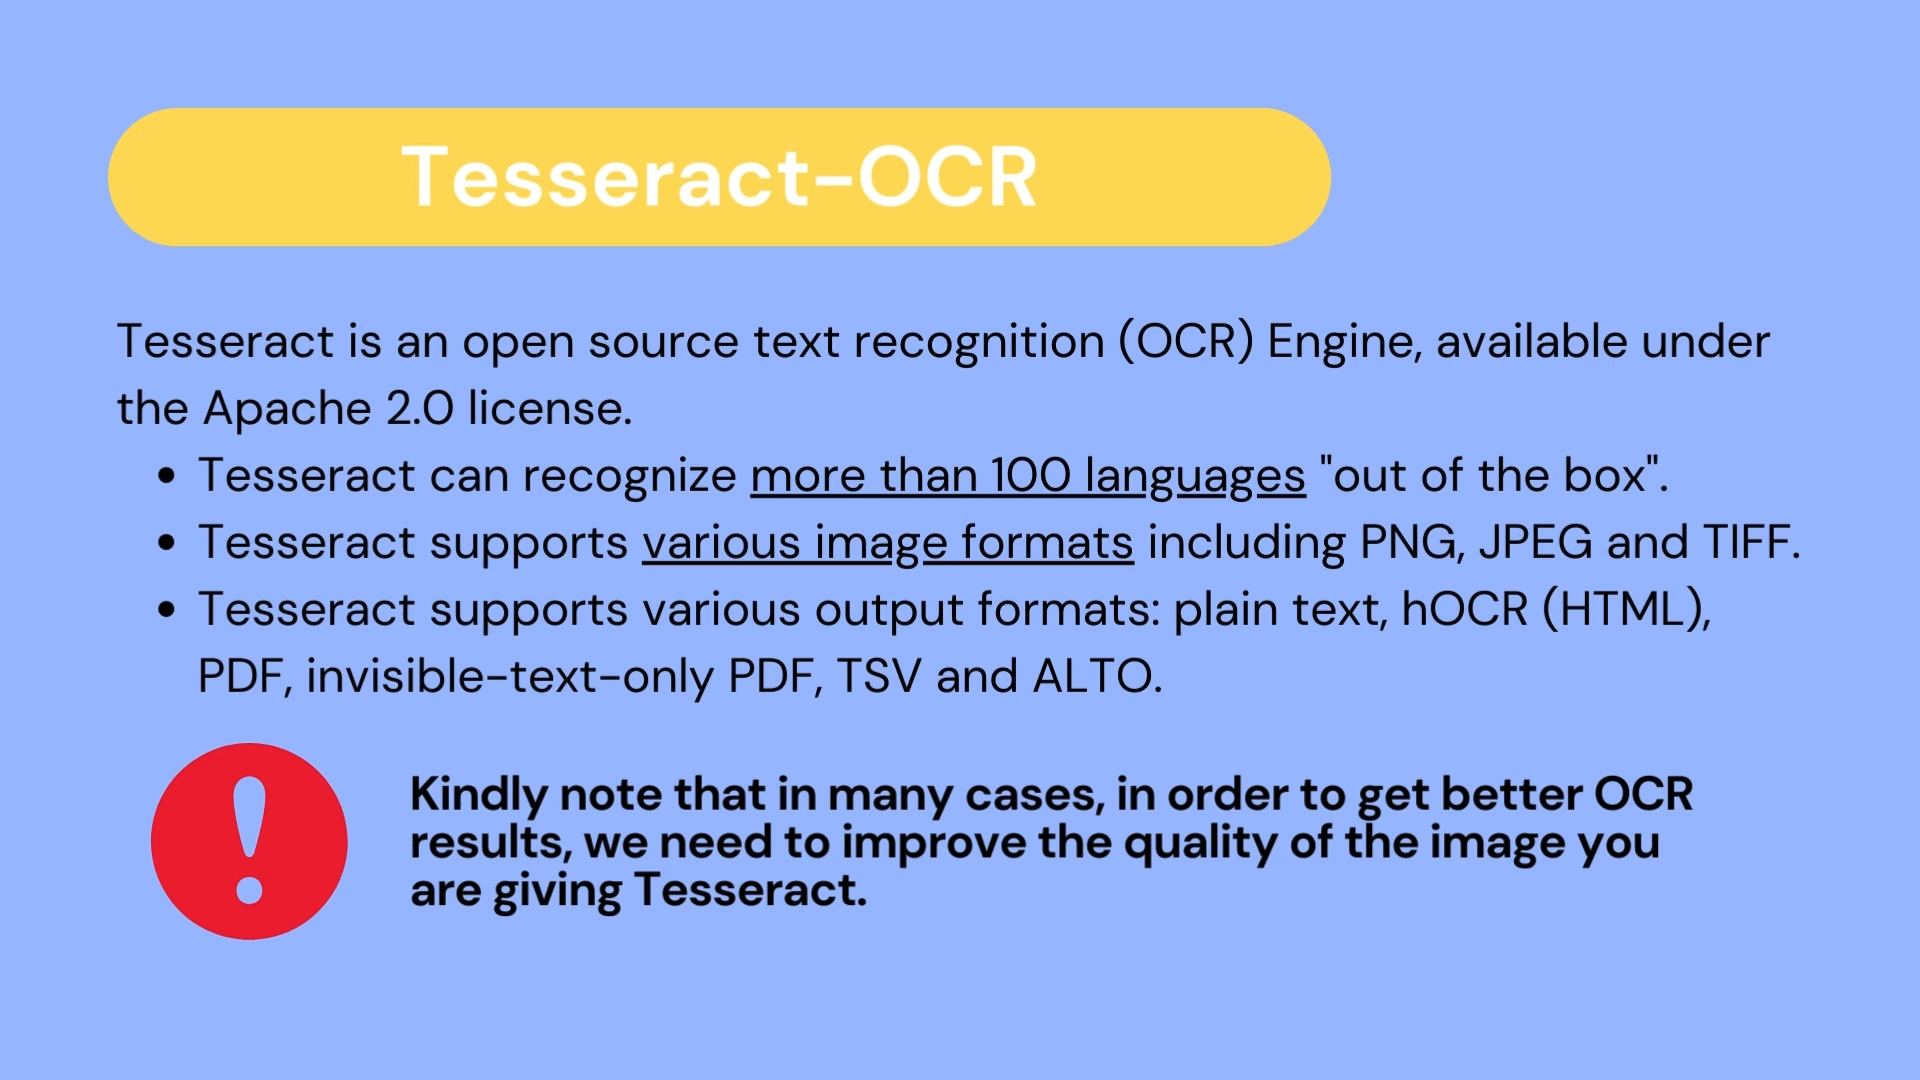 Tesseract-OCR
Tesseract is an open source text recognition (OCR) Engine, available under
the Apache 2.0 license.
• Tesseract can recognize more than 100 languages "out of the box".
• Tesseract supports various image formats including PNG, JPEG and TIFF.
• Tesseract supports various output formats: plain text, hOCR (HTML),
PDF, invisible-text-only PDF, TSV and ALTO.
Kindly note that in many cases, in order to get better OCR
results, we need to improve the quality of the image you
are giving Tesseract.